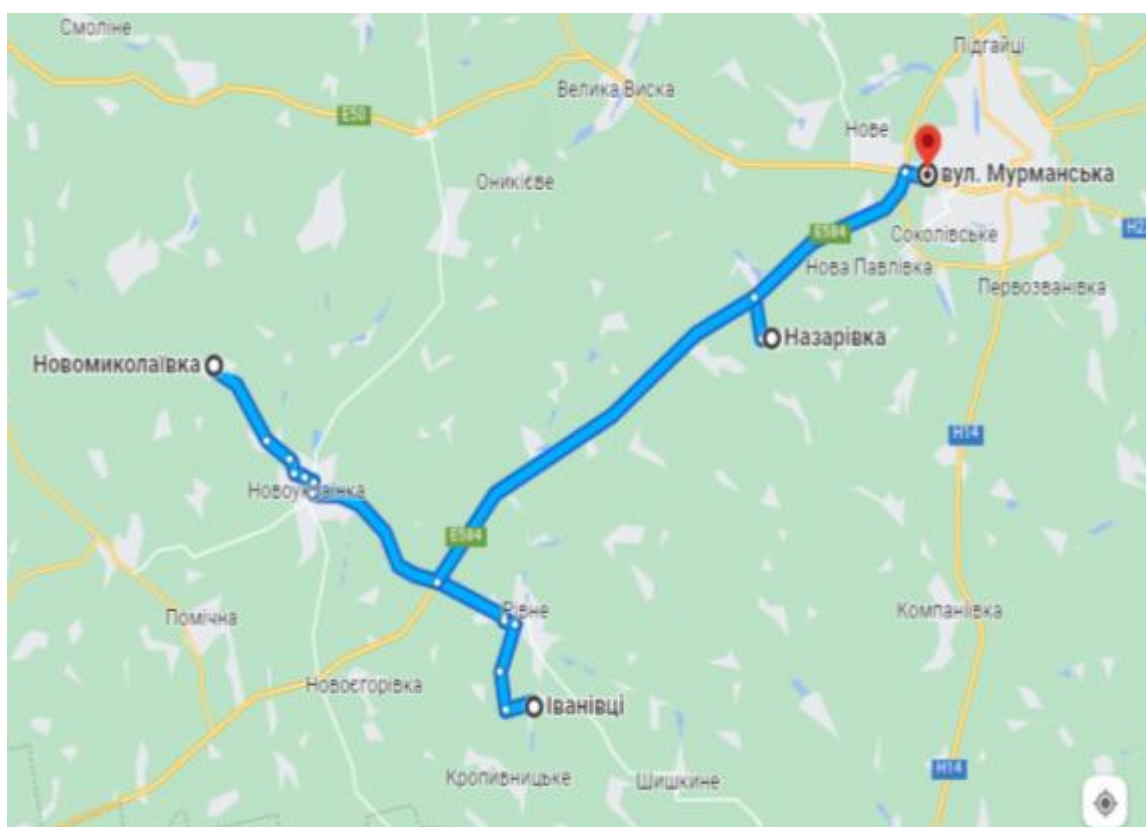 Смоліне
Підгайці
Велика Виска
E50
Нове
Оникієве
вул. Мурманська
E584
Соколівське
H2
Нова Павлівка
Первозванівка
Назарівка
Новомиколаївка
H14
Новоукраїнка
E584
Рівне
Компаніївка
Помічна
Новоєгорівка
Іванівці
Кропивницьке
Шишкине
H14